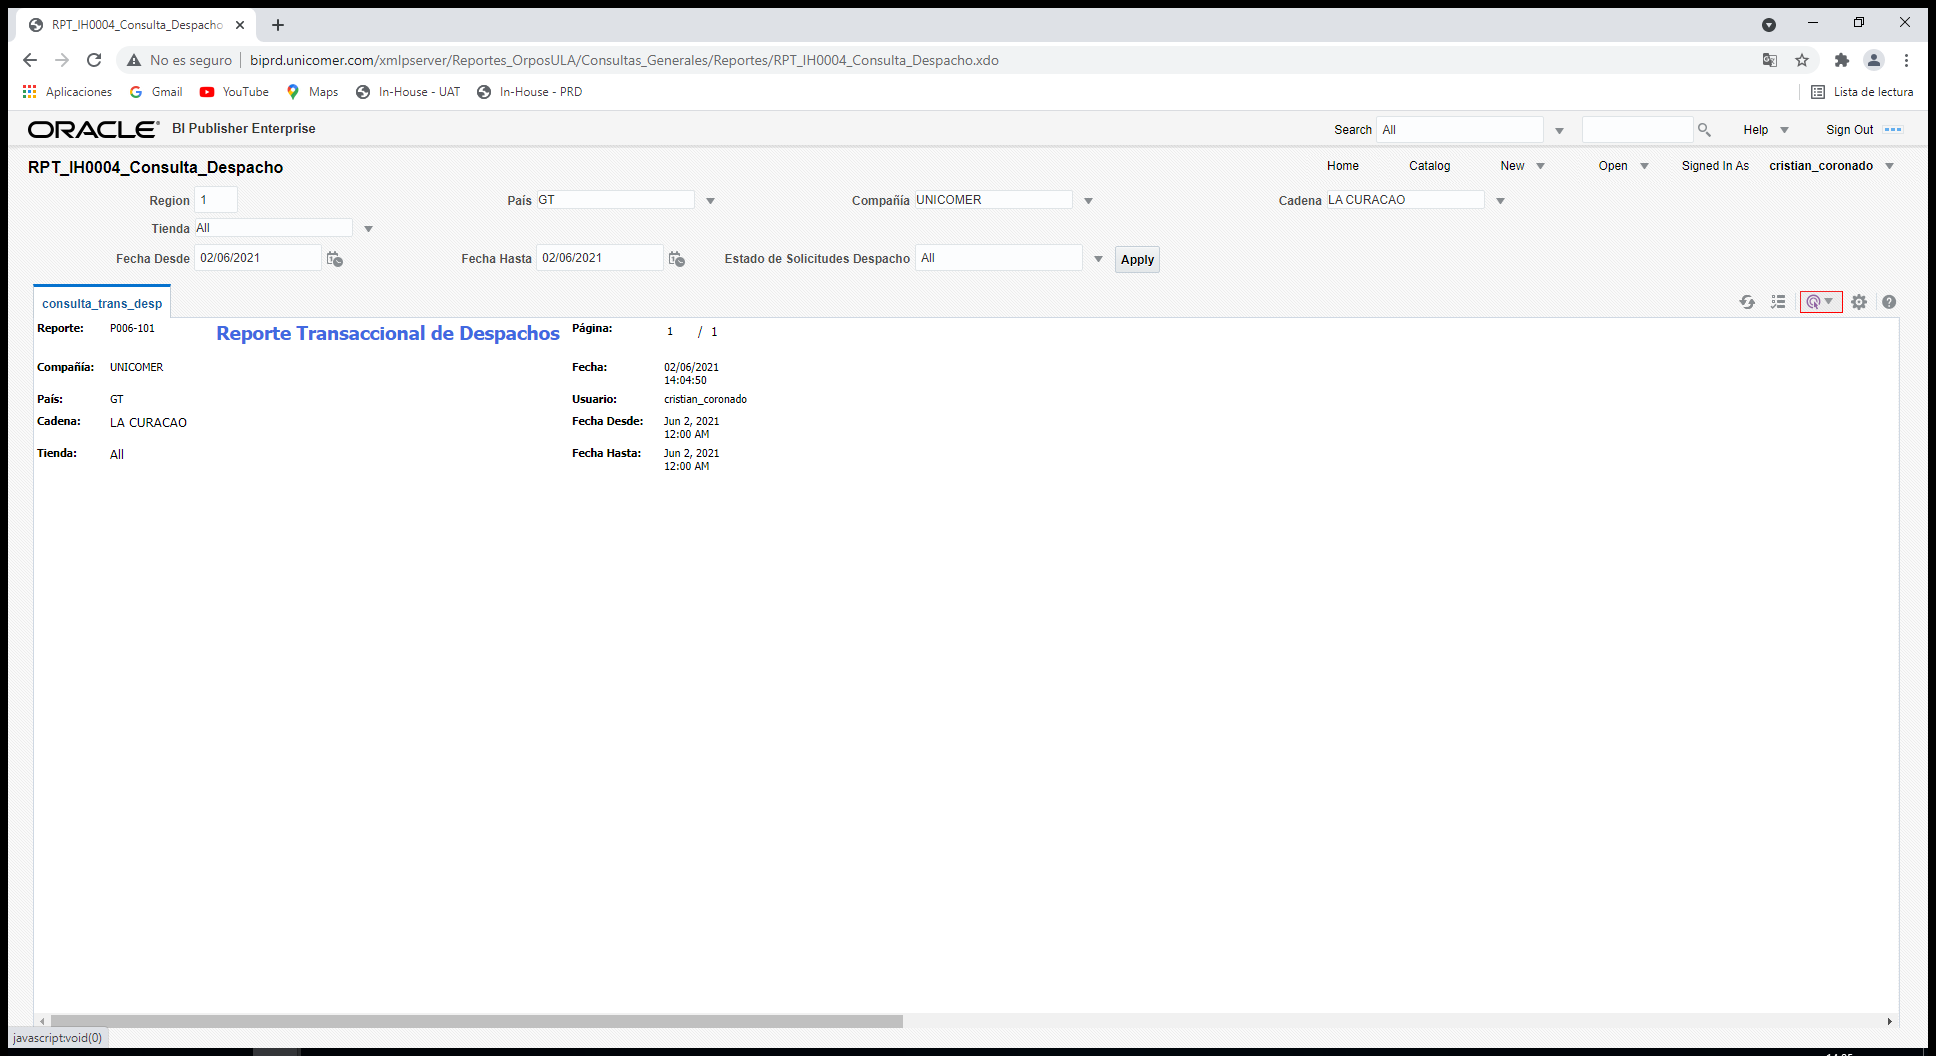 RPT_IH0004_Consulta_Despacho
No es seguro biprd.unicomer.com/xmlpserver/Reportes_OrposULA/Consultas_Generales/Reportes/RPT_IH0004_Consulta_Despacho.xdo
Aplicaciones Gmail YouTube Maps In-House - UAT In-House - PRD Lista de lectura
ORACLE BI Publisher Enterprise Search All Help Sign Out
RPT_IH0004_Consulta_Despacho Home Catalog New Open Signed In As cristian_coronado
Region 1 País GT Compañía UNICOMER Cadena LA CURACAO
Tienda All
Fecha Desde 02/06/2021 Fecha Hasta 02/06/2021 Estado de Solicitudes Despacho All Apply
consulta_trans_desp
Reporte: P006-101 Reporte Transaccional de Despachos Página: 1 / 1
Compañía: UNICOMER Fecha: 02/06/2021
14:04:50
País: GT Usuario: cristian_coronado
Cadena: LA CURACAO Fecha Desde: Jun 2, 2021
12:00 AM
Tienda: All Fecha Hasta: Jun 2, 2021
12:00 AM
javascript:void(0)